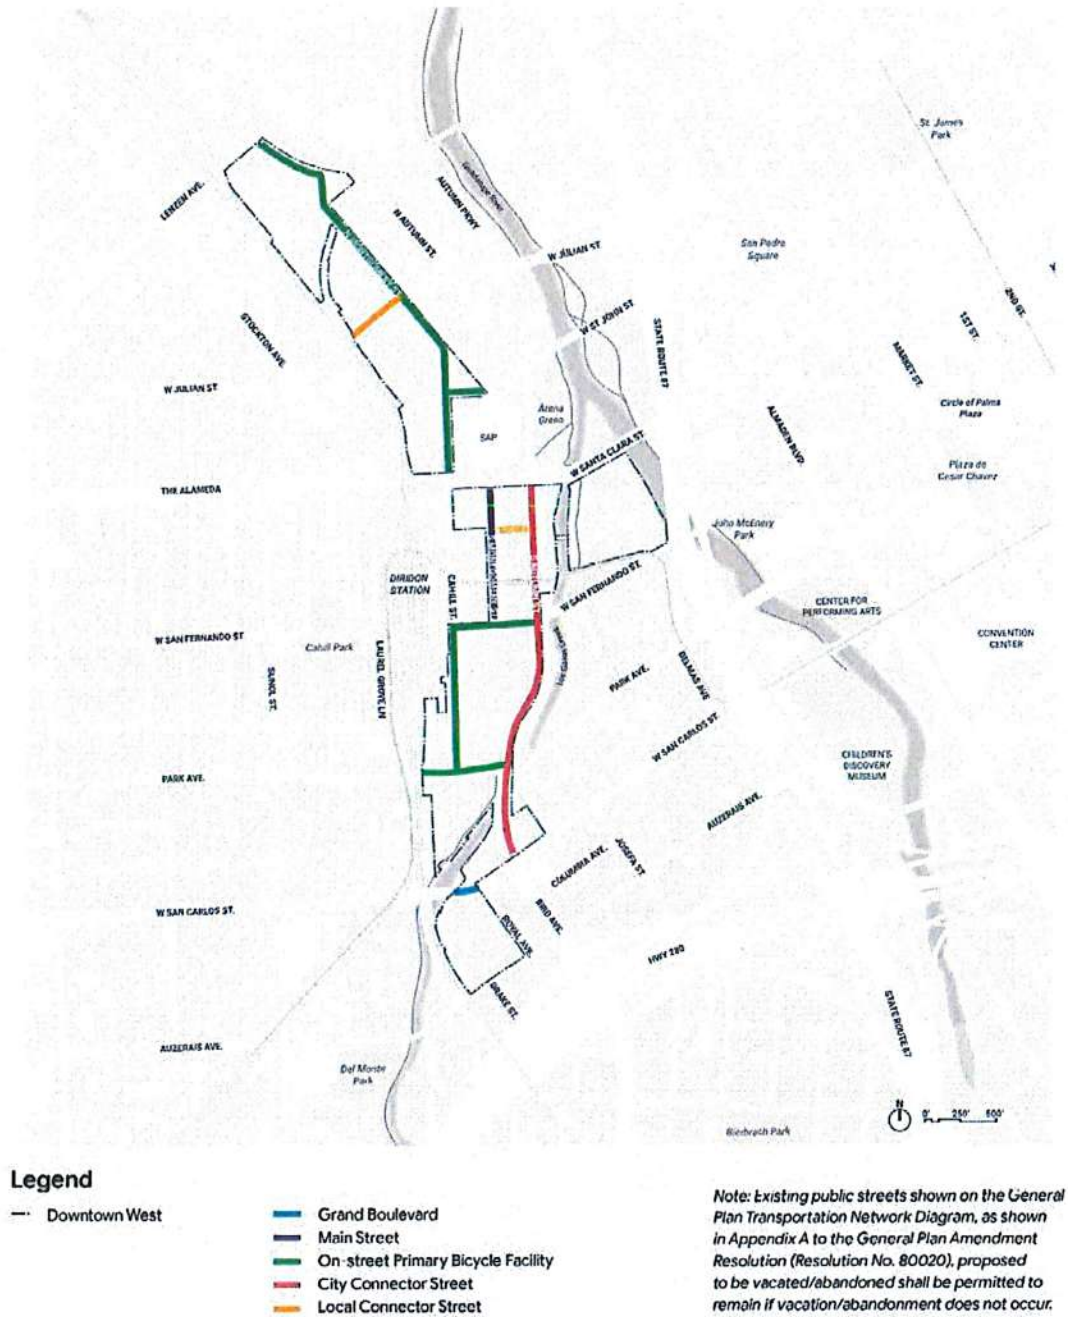 St. James
Park
LENZEN AVE.
AUTUMN PKWY
Guadalupe River
W AUTUMN ST.
W JULIAN ST.
San Pedro
Square
2ND ST.
W ST JOHN ST.
1ST ST.
STOCKTON AVE.
STATE ROUTE 87
MARKET ST.
W JULIAN ST.
Circle of Palms
Plaza
Arena
Green
ALMADEN BLVD.
SAP
W SANTA CLARA ST.
Plaza de
Cesar Chavez
THE ALAMEDA
John McEnery
Park
DIRIDON
STATION
CAHILL ST.
W SAN FERNANDO ST.
CENTER FOR
PERFORMING ARTS
W SAN FERNANDO ST
Cahill Park
CONVENTION
CENTER
LAUREL GROVE LN
SUNOL ST.
PARK AVE.
DELMAS AVE
W SAN CARLOS ST.
PARK AVE.
CHILDREN'S
DISCOVERY
MUSEUM
AUZERAIS AVE.
COLUMBIA AVE.
JOSEFA ST.
W SAN CARLOS ST.
BIRD AVE.
ROYAL AVE.
HWY 280
DRAKE ST.
STATE ROUTE 87
AUZERAIS AVE.
Del Monte
Park
N
0' 250' 500'
Legend
Downtown West
Grand Boulevard
Main Street
On-street Primary Bicycle Facility
City Connector Street
Local Connector Street
Note: Existing public streets shown on the General
Plan Transportation Network Diagram, as shown
in Appendix A to the General Plan Amendment
Resolution (Resolution No. 80020), proposed
to be vacated/abandoned shall be permitted to
remain if vacation/abandonment does not occur.